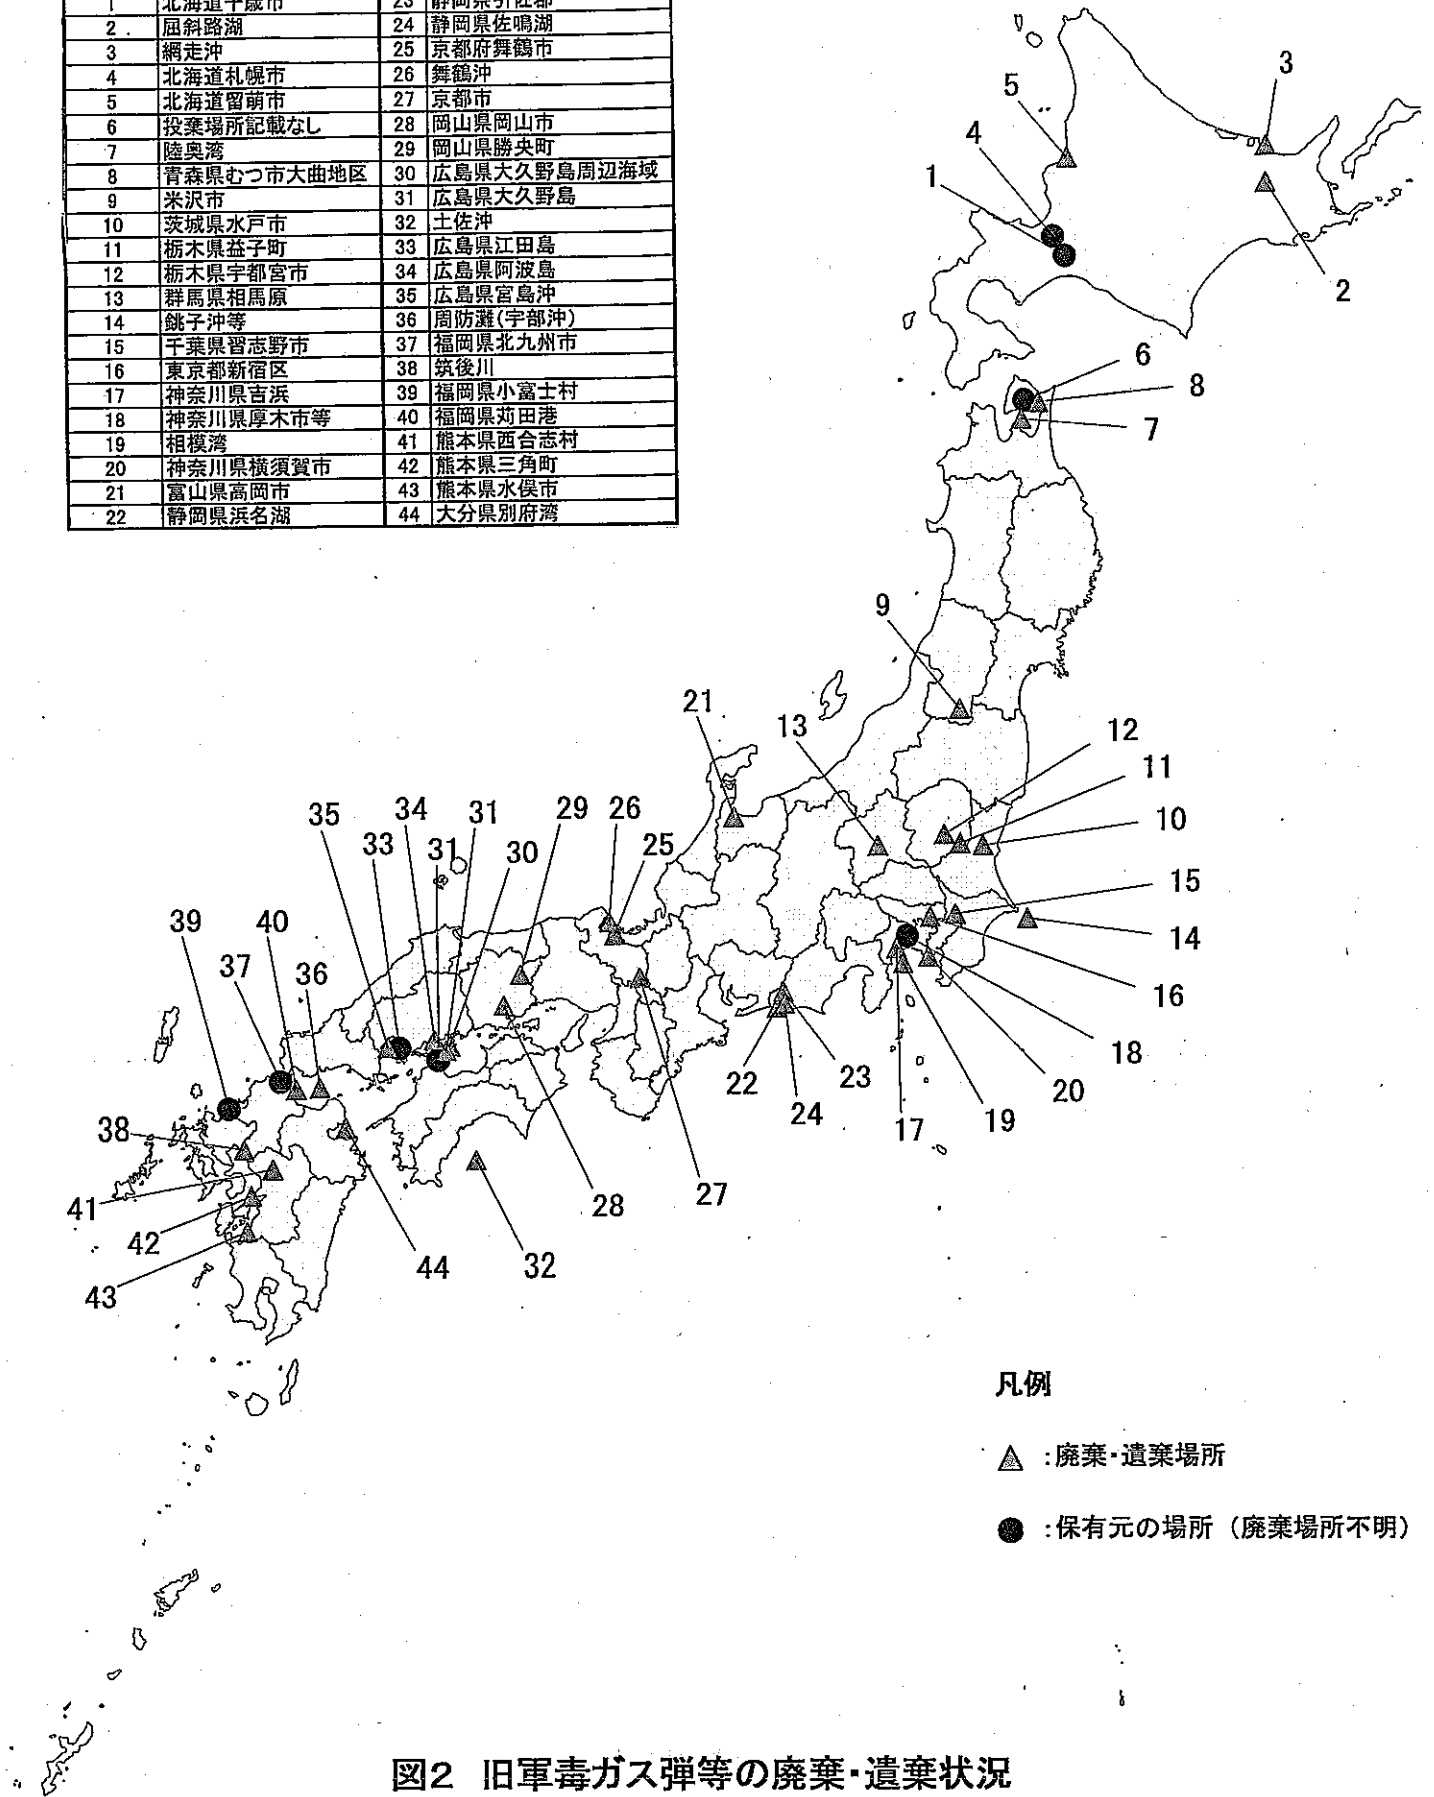 1 北海道千歳市 23 静岡県引佐郡
2 屈斜路湖 24 静岡県佐鳴湖
3 網走沖 25 京都府舞鶴市
4 北海道札幌市 26 舞鶴沖
5 北海道留萌市 27 京都市
6 投棄場所記載なし 28 岡山県岡山市
7 陸奥湾 29 岡山県勝央町
8 青森県むつ市大曲地区 30 広島県大久野島周辺海域
9 米沢市 31 広島県大久野島
10 茨城県水戸市 32 土佐沖
11 栃木県益子町 33 広島県江田島
12 栃木県宇都宮市 34 広島県阿波島
13 群馬県相馬原 35 広島県宮島沖
14 銚子沖等 36 周防灘(宇部沖)
15 千葉県習志野市 37 福岡県北九州市
16 東京都新宿区 38 筑後川
17 神奈川県吉浜 39 福岡県小富士村
18 神奈川県厚木市等 40 福岡県苅田港
19 相模湾 41 熊本県西合志村
20 神奈川県横須賀市 42 熊本県三角町
21 富山県高岡市 43 熊本県水俣市
22 静岡県浜名湖 44 大分県別府湾
3
5
4
1
2
6
8
7
9
21
13
12
11
10
15
14
16
18
20
19
17
35
34
31
29
26
33
31
30
25
39
40
37
36
22
23
24
38
41
42
43
44
32
28
27
凡例
:廃棄・遺棄場所
:保有元の場所(廃棄場所不明)
図2 旧軍毒ガス弾等の廃棄・遺棄状況